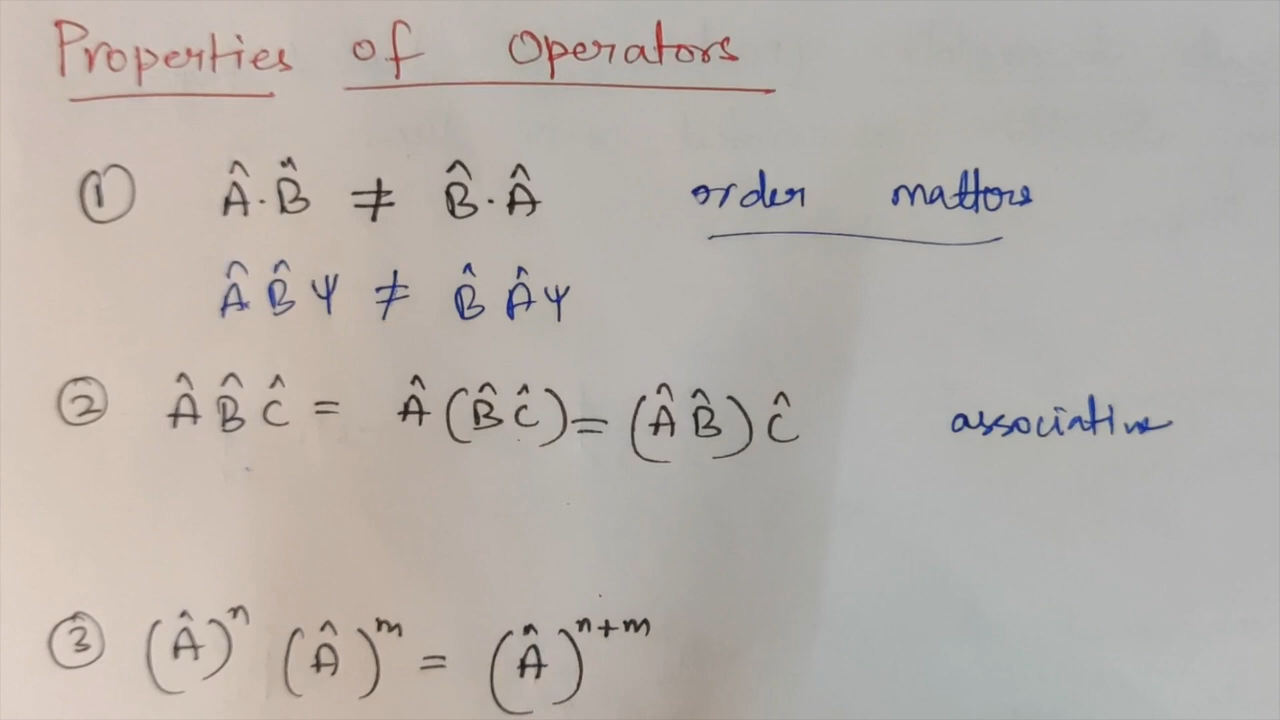 Properties of Operators
① Â·B̂ ≠ B̂·Â order matters
ÂB̂ψ ≠ B̂Âψ
② ÂB̂Ĉ = Â(B̂Ĉ) = (ÂB̂)Ĉ associative
③ (Â)ⁿ (Â)ᵐ = (Â)ⁿ⁺ᵐ